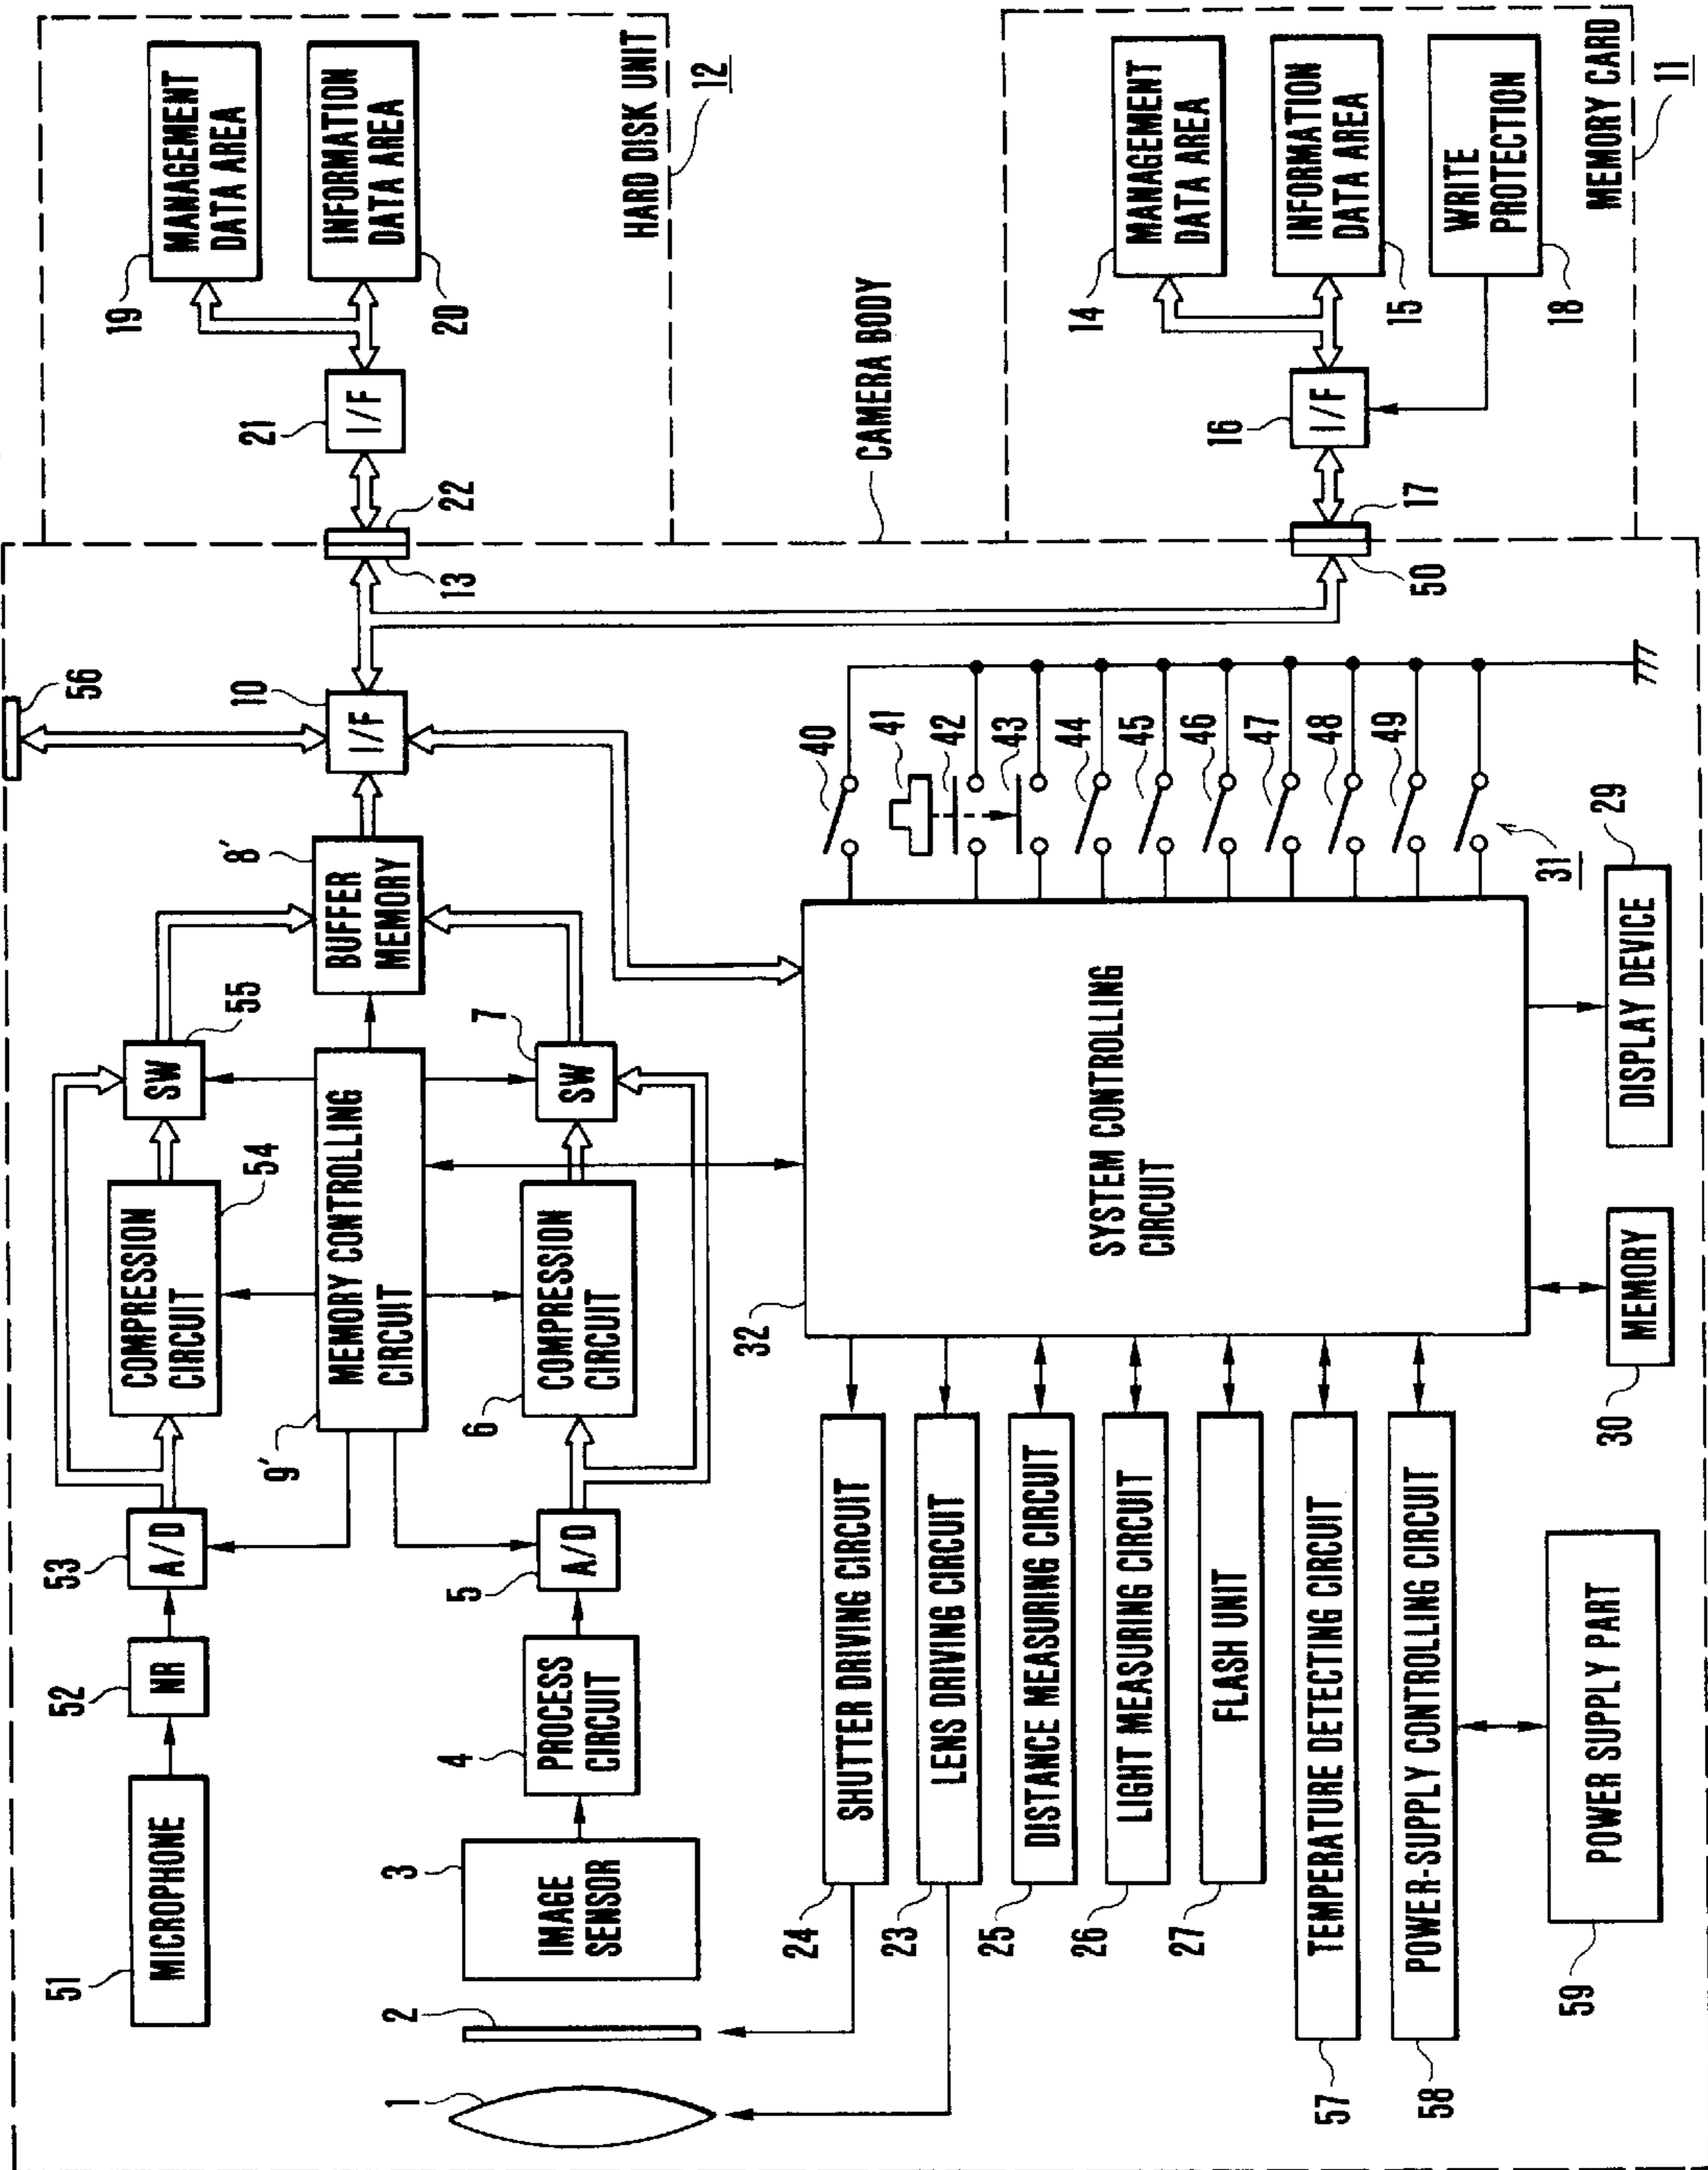 51
MICROPHONE
52
NR
53
A/D
COMPRESSION
CIRCUIT
54
SW
55
9'
MEMORY CONTROLLING
CIRCUIT
8'
BUFFER
MEMORY
56
10
I/F
13
22
21
I/F
19
MANAGEMENT
DATA AREA
INFORMATION
DATA AREA
20
HARD DISK UNIT
12
1
2
3
IMAGE
SENSOR
4
PROCESS
CIRCUIT
5
A/D
6
COMPRESSION
CIRCUIT
7
SW
CAMERA BODY
24
SHUTTER DRIVING CIRCUIT
23
LENS DRIVING CIRCUIT
25
DISTANCE MEASURING CIRCUIT
26
LIGHT MEASURING CIRCUIT
27
FLASH UNIT
57
TEMPERATURE DETECTING CIRCUIT
58
POWER-SUPPLY CONTROLLING CIRCUIT
59
POWER SUPPLY PART
32
SYSTEM CONTROLLING
CIRCUIT
30
MEMORY
29
DISPLAY DEVICE
40
41
42
43
44
45
46
47
48
49
31
50
17
16
I/F
14
MANAGEMENT
DATA AREA
INFORMATION
DATA AREA
15
WRITE
PROTECTION
18
MEMORY CARD
11